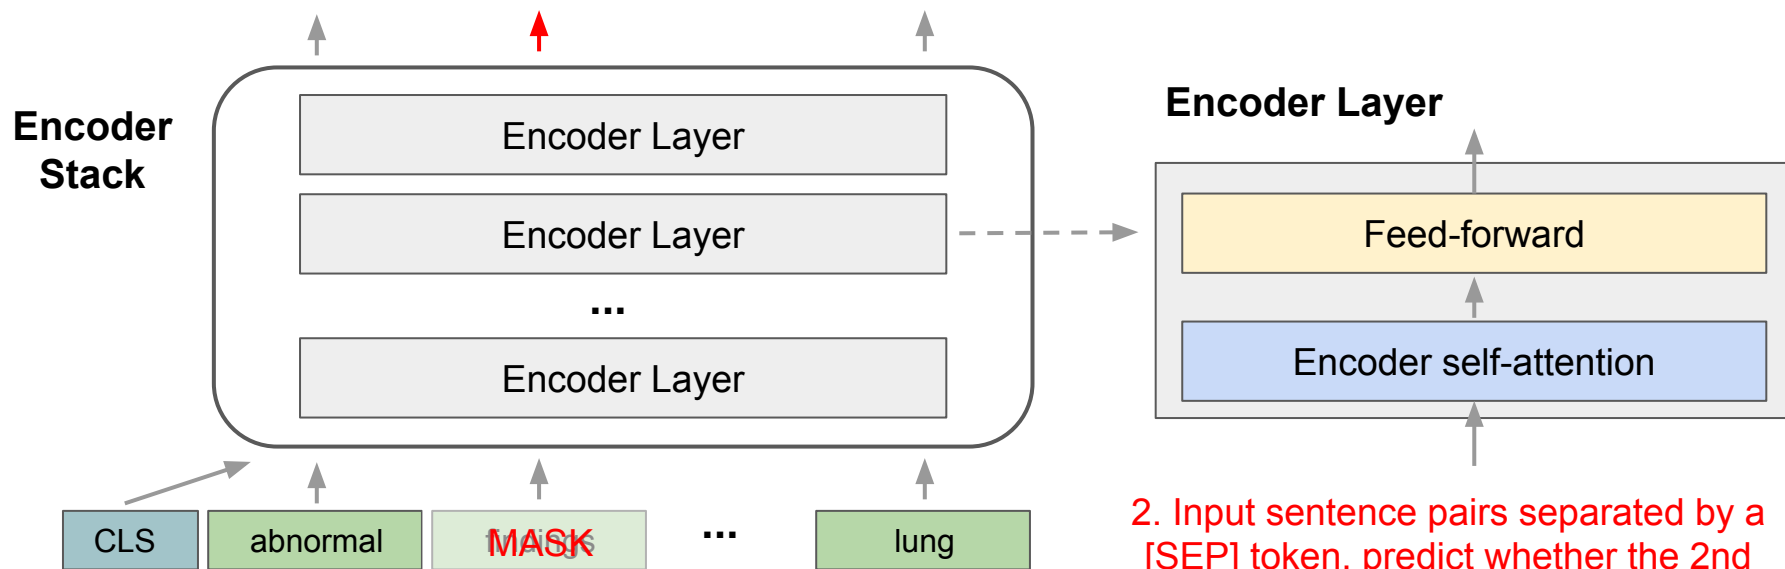 Encoder
Stack
Encoder Layer
Encoder Layer
...
Encoder Layer
CLS
abnormal
findings
MASK
...
lung
Encoder Layer
Feed-forward
Encoder self-attention
2. Input sentence pairs separated by a
[SEP] token, predict whether the 2nd